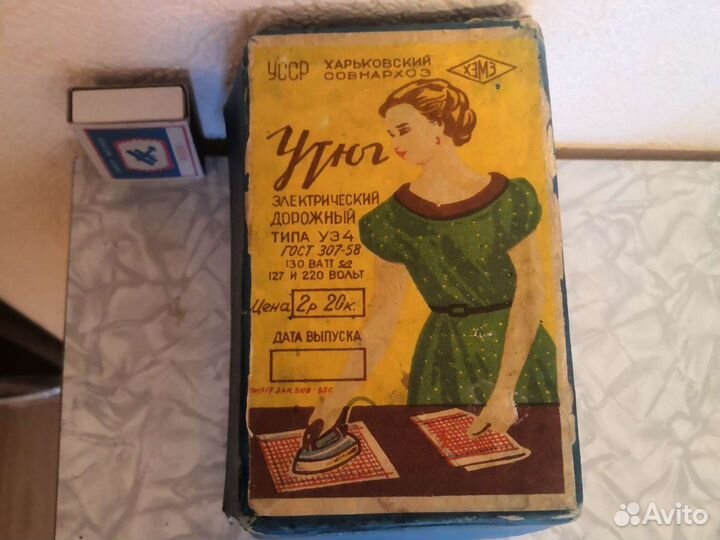 УССР ХАРЬКОВСКИЙ СОВНАРХОЗ
ХЭМЗ
Утюг
ЭЛЕКТРИЧЕСКИЙ
ДОРОЖНЫЙ
ТИПА УЭ4
ГОСТ 307-58
130 ВАТТ
127 И 220 ВОЛЬТ
Цена 2р 20к.
ДАТА ВЫПУСКА
Avito